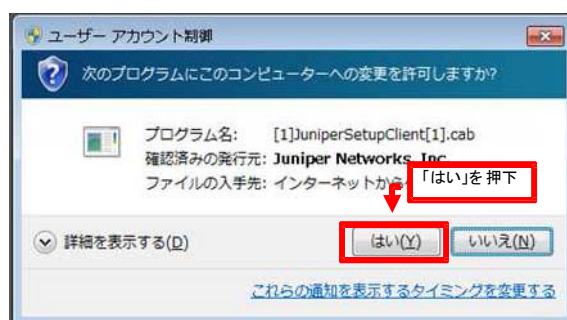 ユーザー アカウント制御
次のプログラムにこのコンピューターへの変更を許可しますか?
プログラム名: [1]JuniperSetupClient[1].cab
確認済みの発行元: Juniper Networks, Inc.
ファイルの入手先: インターネットから
「はい」を押下
詳細を表示する(D)
はい(Y)
いいえ(N)
これらの通知を表示するタイミングを変更する